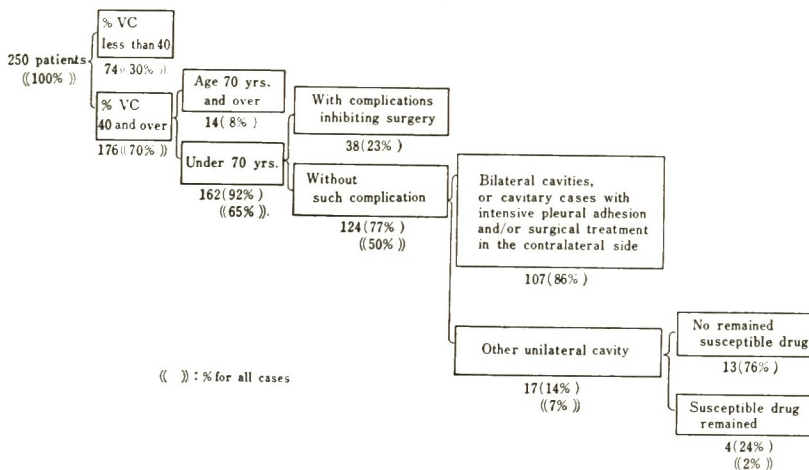 250 patients
((100%))
% VC
less than 40
74((30%))
% VC
40 and over
176((70%))
Age 70 yrs.
and over
14(8%)
Under 70 yrs.
162(92%)
((65%)).
With complications
inhibiting surgery
38(23%)
Without
such complication
124(77%)
((50%))
Bilateral cavities,
or cavitary cases with
intensive pleural adhesion
and/or surgical treatment
in the contralateral side
107(86%)
Other unilateral cavity
17(14%)
((7%))
No remained
susceptible drug
13(76%)
Susceptible drug
remained
4(24%)
((2%))
(( )) : % for all cases